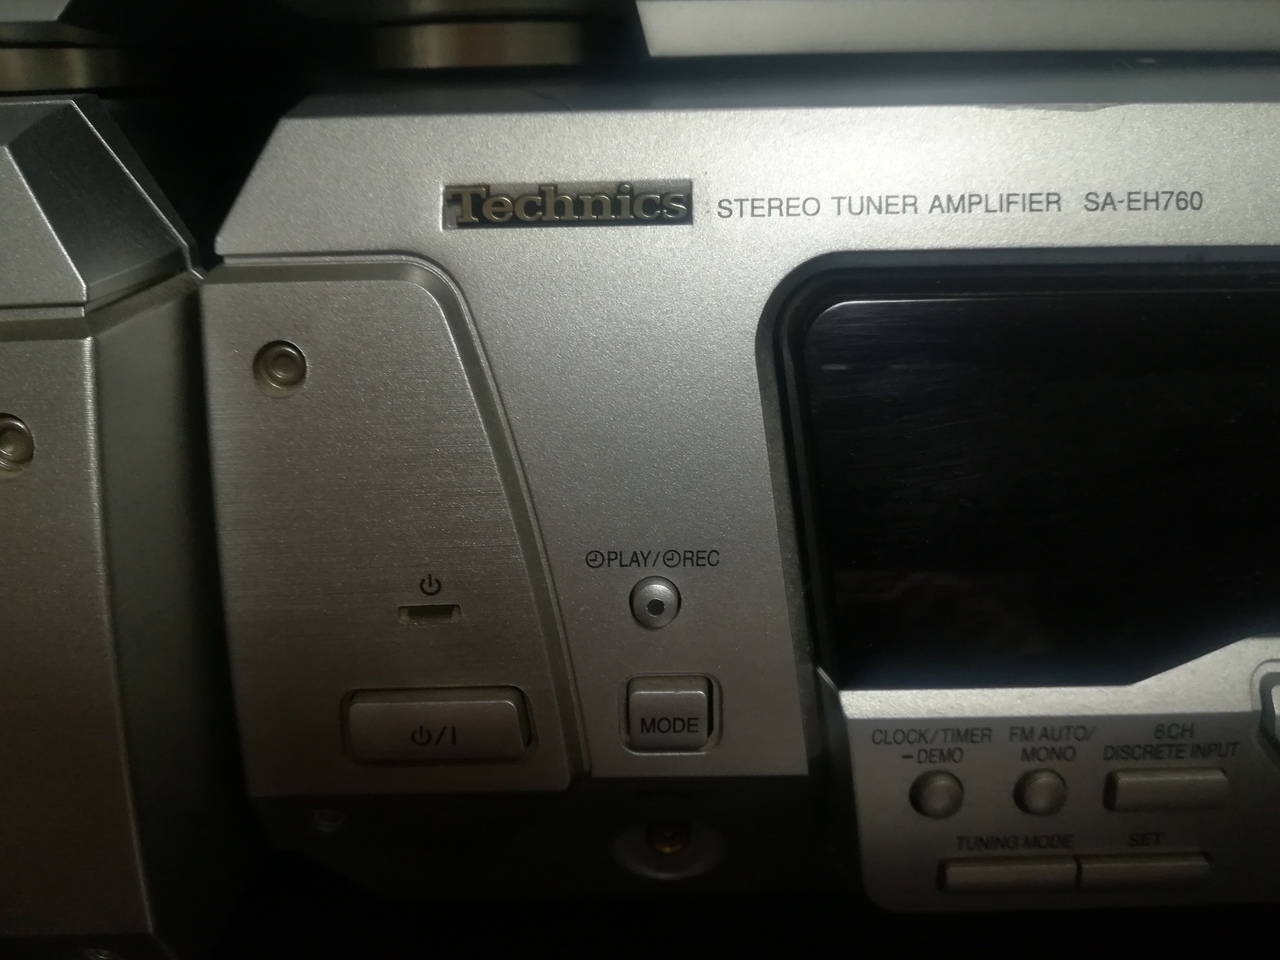 Technics STEREO TUNER AMPLIFIER SA-EH760
PLAY/REC
⏻/I
MODE
CLOCK/TIMER
–DEMO
FM AUTO/
MONO
6CH
DISCRETE INPUT
TUNING MODE
SET